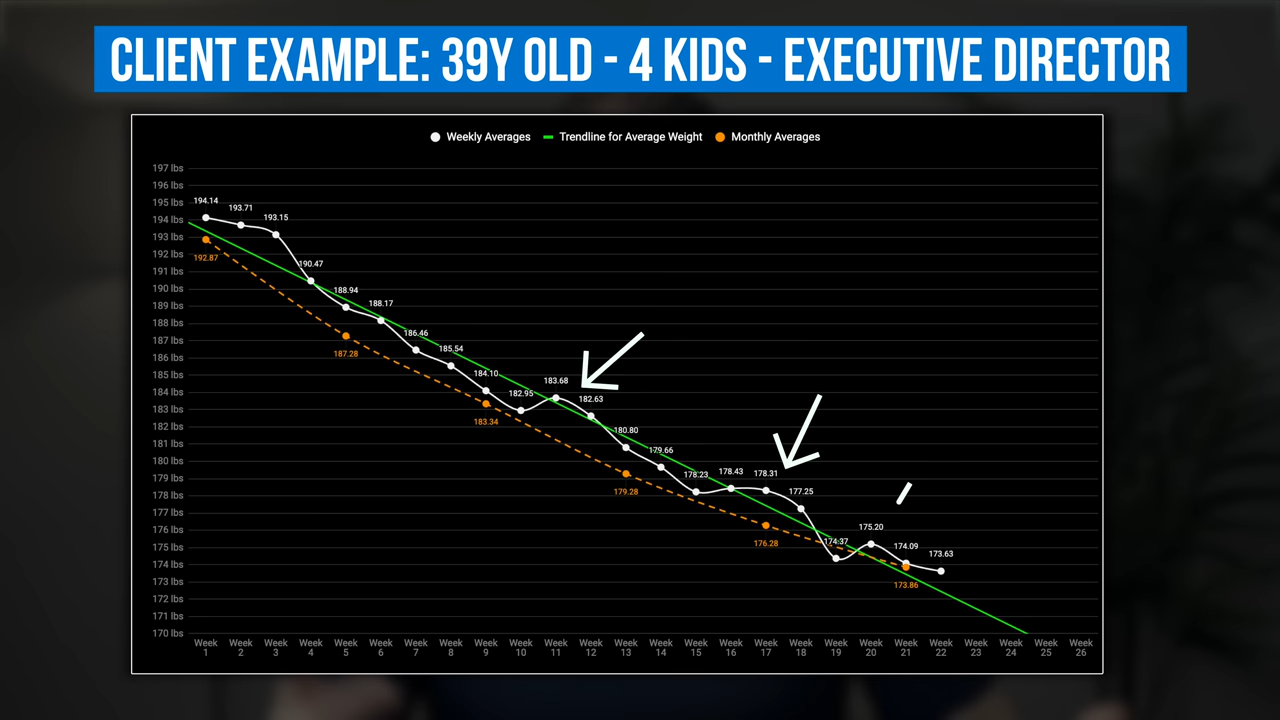 CLIENT EXAMPLE: 39Y OLD - 4 KIDS - EXECUTIVE DIRECTOR
Weekly Averages Trendline for Average Weight Monthly Averages
197 lbs
196 lbs
195 lbs
194 lbs
193 lbs
192 lbs
191 lbs
190 lbs
189 lbs
188 lbs
187 lbs
186 lbs
185 lbs
184 lbs
183 lbs
182 lbs
181 lbs
180 lbs
179 lbs
178 lbs
177 lbs
176 lbs
175 lbs
174 lbs
173 lbs
172 lbs
171 lbs
170 lbs
194.14
193.71
193.15
190.47
188.94
188.17
186.46
185.54
184.10
182.95
183.68
182.63
180.80
179.66
178.23
178.43
178.31
177.25
174.37
175.20
174.09
173.63
192.87
187.28
183.34
179.28
176.28
173.86
Week Week Week Week Week Week Week Week Week Week Week Week Week Week Week Week Week Week Week Week Week Week Week Week Week Week
1 2 3 4 5 6 7 8 9 10 11 12 13 14 15 16 17 18 19 20 21 22 23 24 25 26